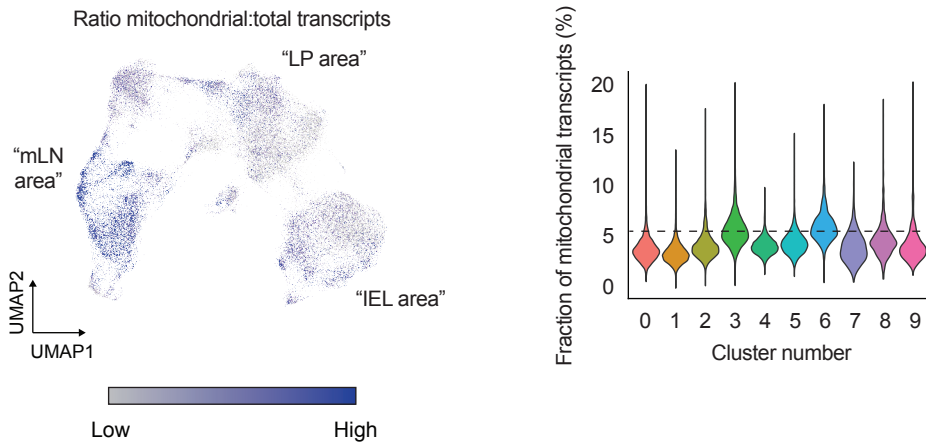 Ratio mitochondrial:total transcripts
“LP area”
“mLN
area”
“IEL area”
UMAP2
UMAP1
Low
High
Fraction of mitochondrial transcripts (%)
20
15
10
5
0
0 1 2 3 4 5 6 7 8 9
Cluster number